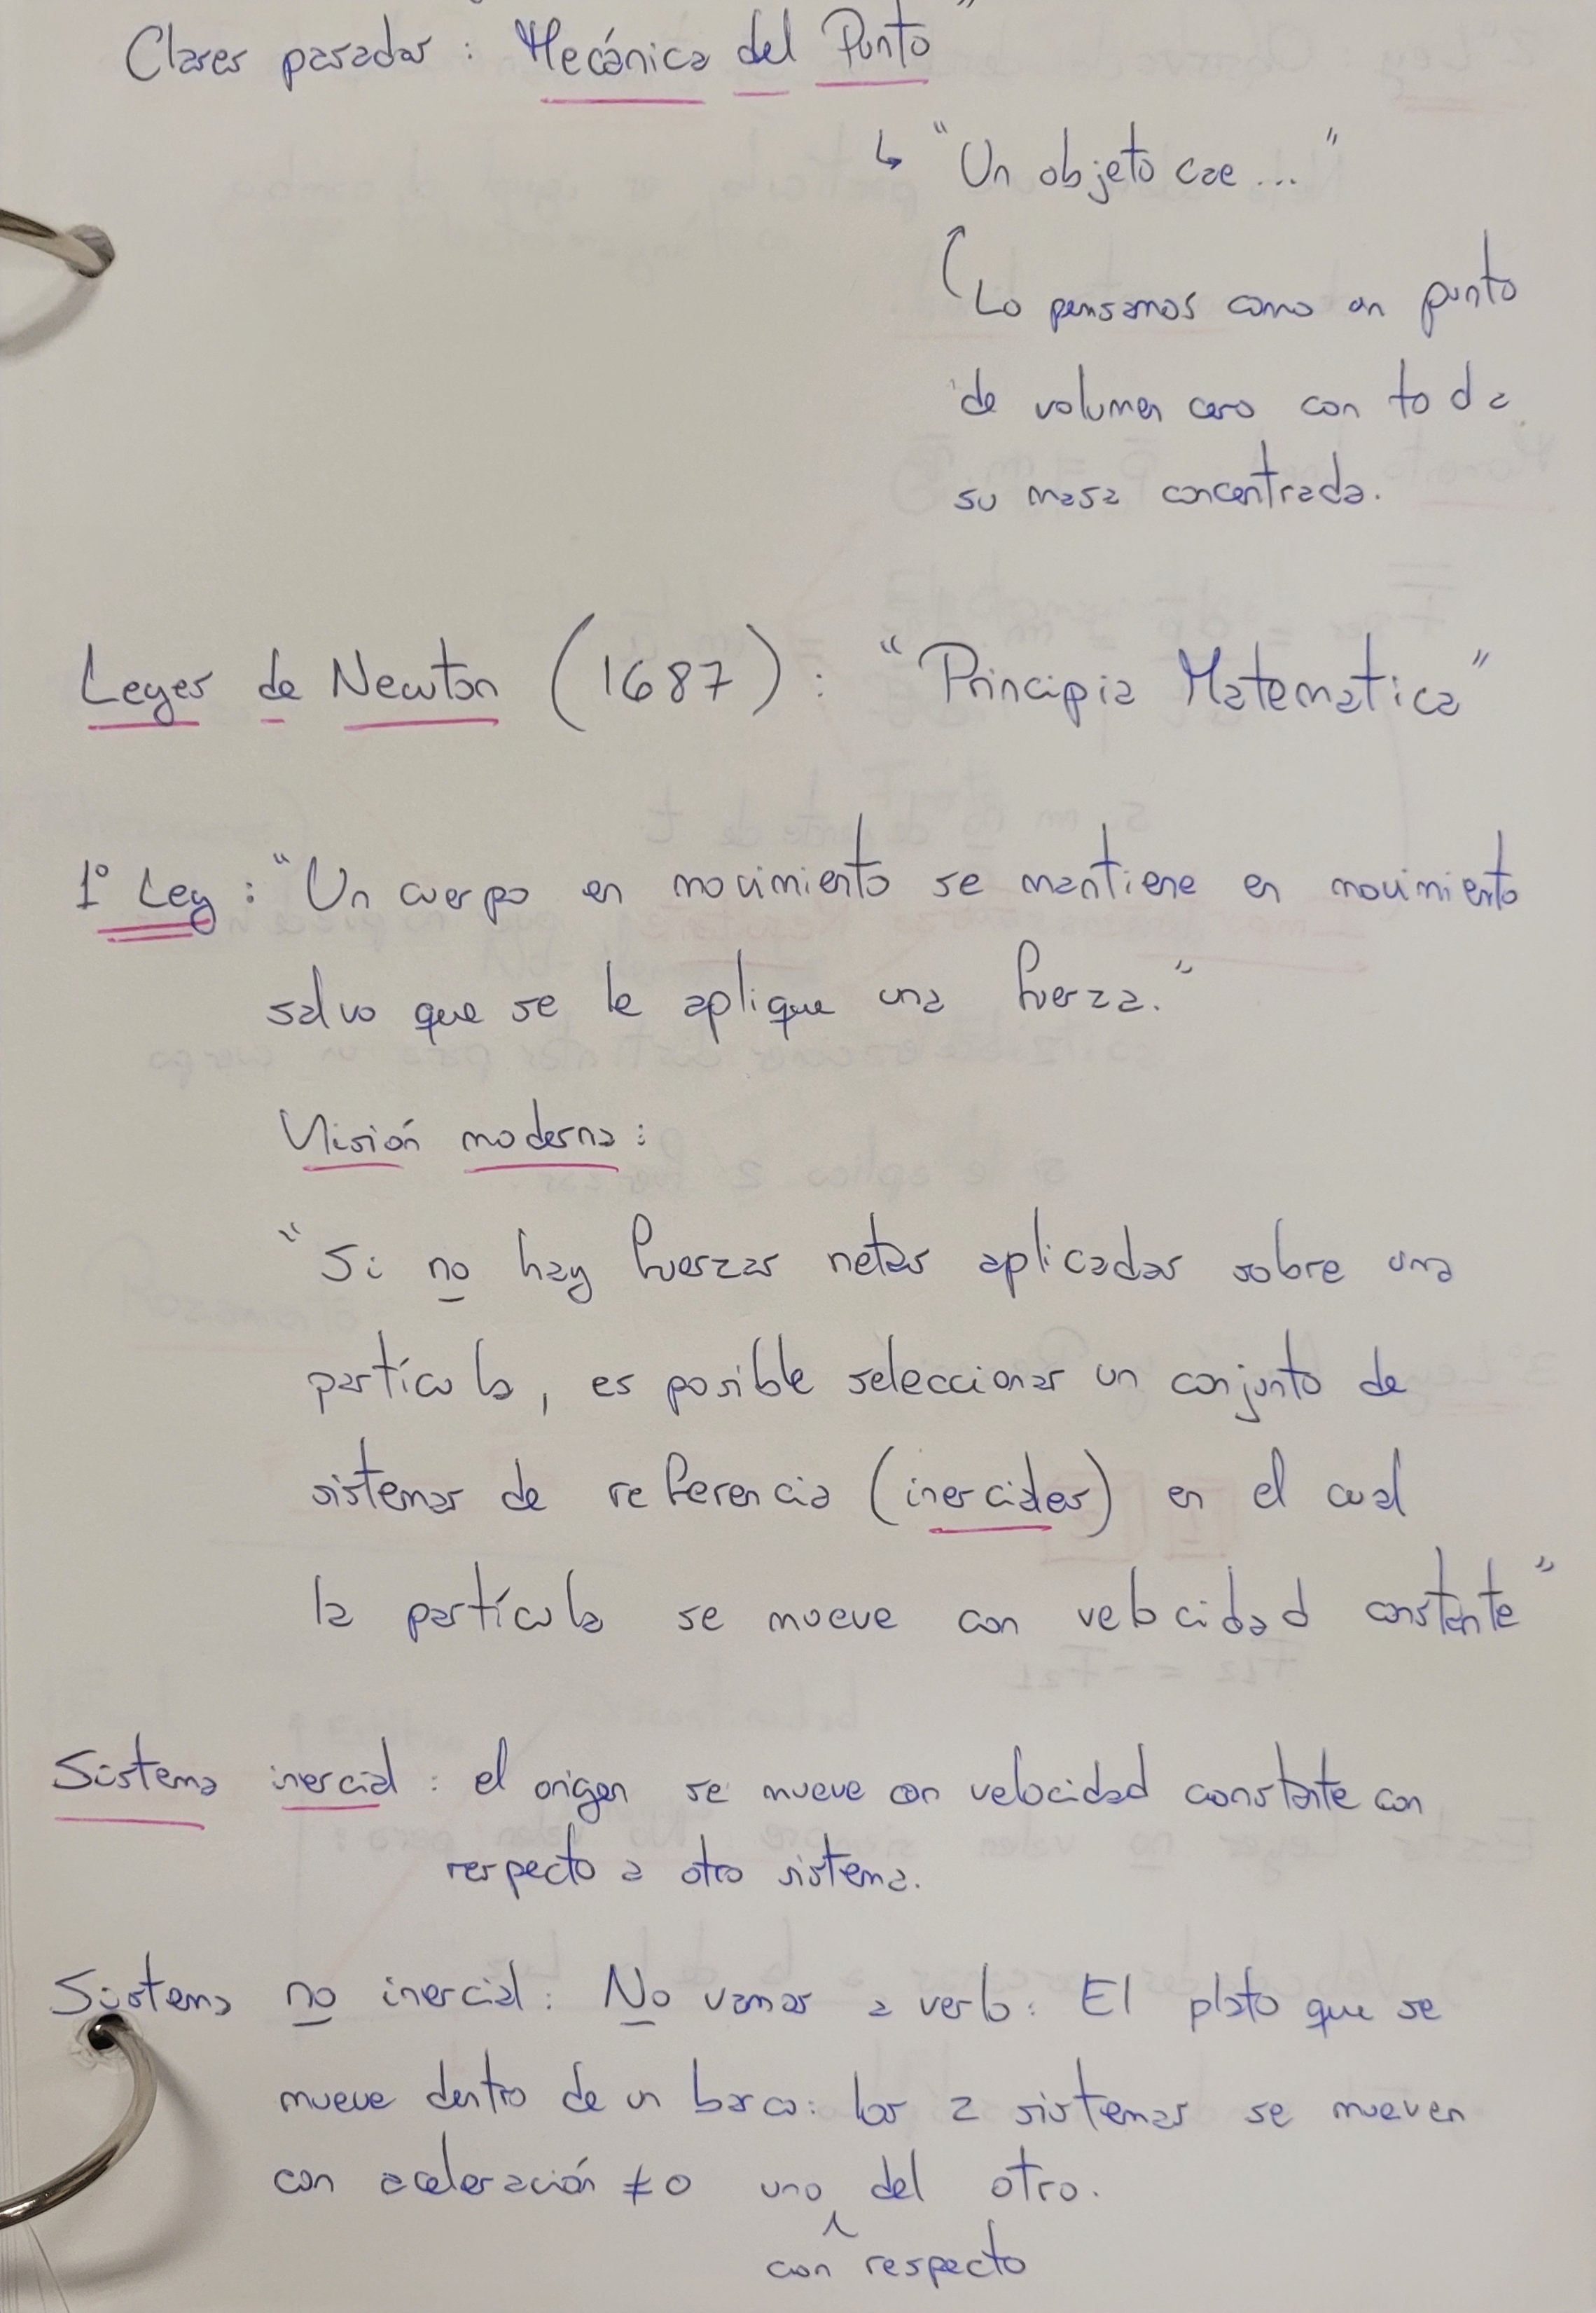 Clases pasadas : "Mecánica del Punto"
↳ "Un objeto cae ..."
Lo pensamos como un punto
de volumen cero con toda
su masa concentrada.
Leyes de Newton (1687) : "Principia Matematica"
1° Ley : "Un cuerpo en movimiento se mantiene en movimiento
salvo que se le aplique una fuerza."
Visión moderna :
"Si no hay fuerzas netas aplicadas sobre una
partícula, es posible seleccionar un conjunto de
sistemas de referencia (inerciales) en el cual
la partícula se mueve con velocidad constante"
Sistema inercial : el origen se mueve con velocidad constante con
respecto a otro sistema.
Sistema no inercial : No vamos a verlo : El plato que se
mueve dentro de un barco : los 2 sistemas se mueven
con aceleración ≠ 0 uno del otro.
con respecto